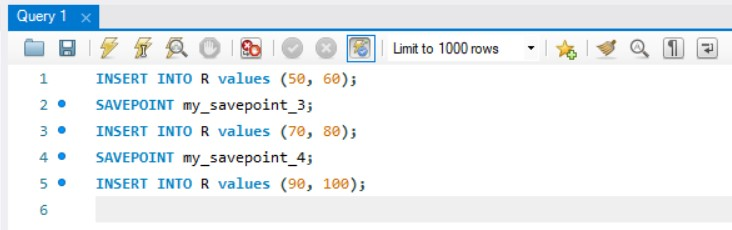 Query 1
Limit to 1000 rows
1 INSERT INTO R values (50, 60);
2 SAVEPOINT my_savepoint_3;
3 INSERT INTO R values (70, 80);
4 SAVEPOINT my_savepoint_4;
5 INSERT INTO R values (90, 100);
6